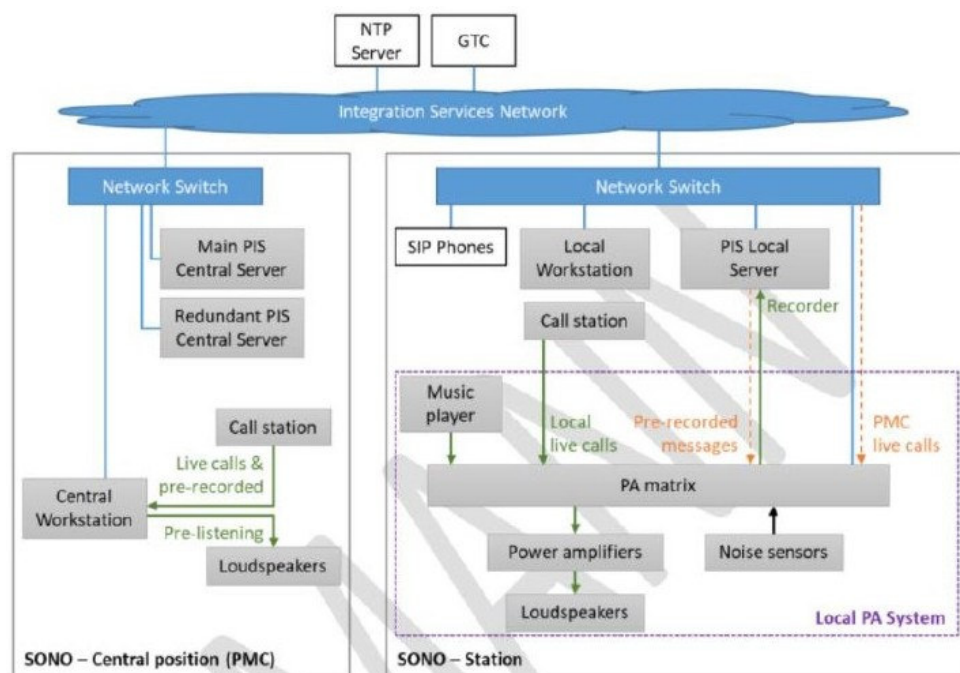 NTP
Server
GTC
Integration Services Network
Network Switch
Main PIS
Central Server
Redundant PIS
Central Server
Call station
Live calls &
pre-recorded
Central
Workstation
Pre-listening
Loudspeakers
SONO – Central position (PMC)
Network Switch
SIP Phones
Local
Workstation
PIS Local
Server
Recorder
Call station
Music
player
Local
live calls
Pre-recorded
messages
PMC
live calls
PA matrix
Power amplifiers
Noise sensors
Loudspeakers
Local PA System
SONO – Station